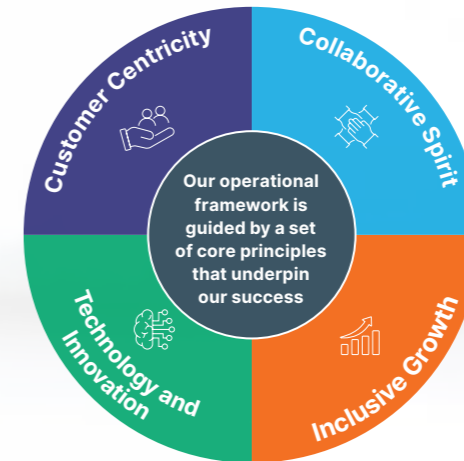 Customer Centricity
Collaborative Spirit
Our operational
framework is
guided by a set
of core principles
that underpin
our success
Technology and
Innovation
Inclusive Growth